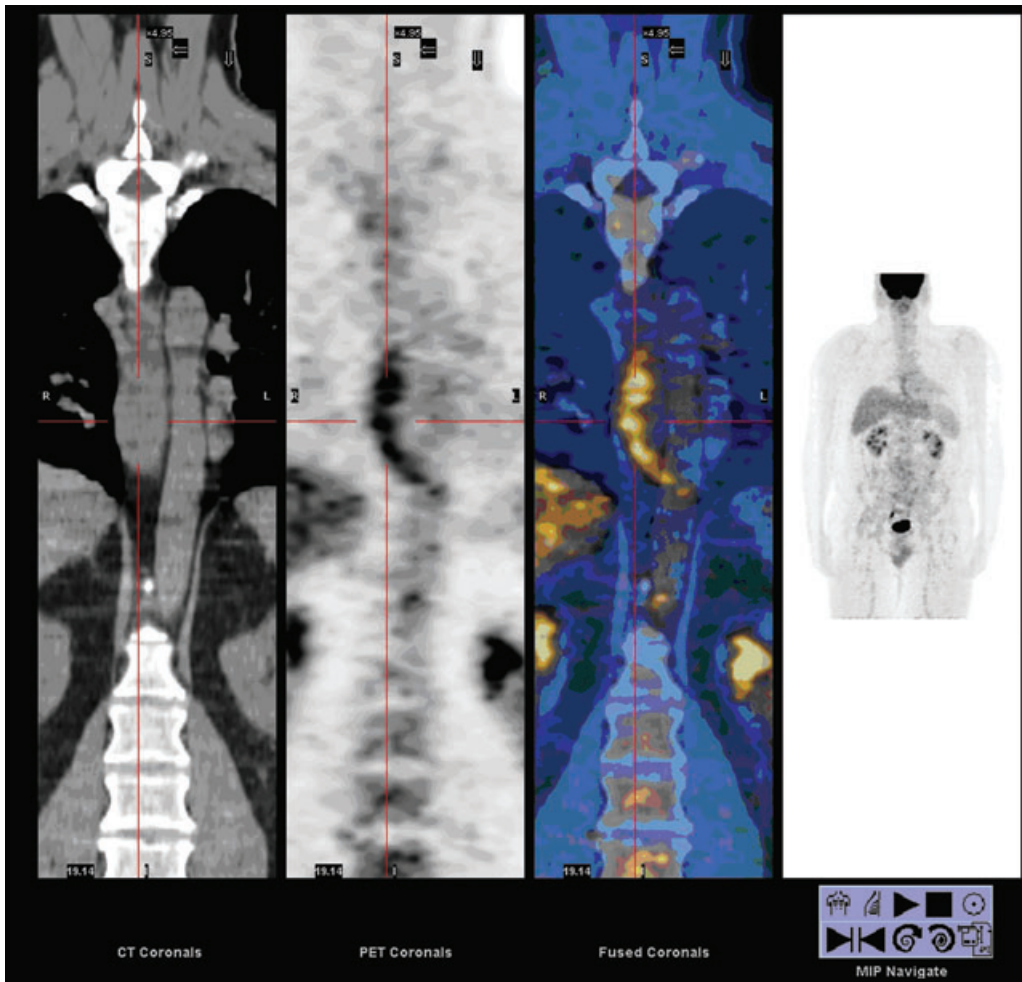 ×4.95 ×4.95 ×4.95
S S S
R L R L R L
19.14 I 19.14 I 19.14 I
CT Coronals PET Coronals Fused Coronals
MIP Navigate